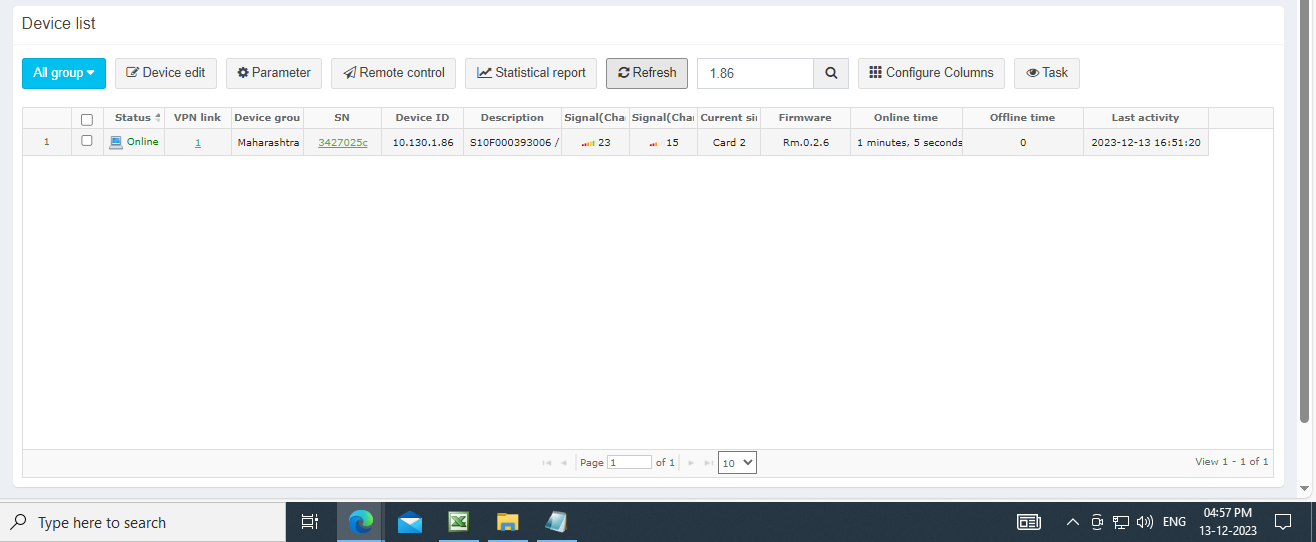 Device list
All group Device edit Parameter Remote control Statistical report Refresh 1.86 Configure Columns Task
Status VPN link Device grou SN Device ID Description Signal(Cha Signal(Cha Current si Firmware Online time Offline time Last activity
1 Online 1 Maharashtra 3427025c 10.130.1.86 S10F000393006 / 23 15 Card 2 Rm.0.2.6 1 minutes, 5 seconds 0 2023-12-13 16:51:20
Page 1 of 1 10 View 1 - 1 of 1
Type here to search ENG 04:57 PM
13-12-2023